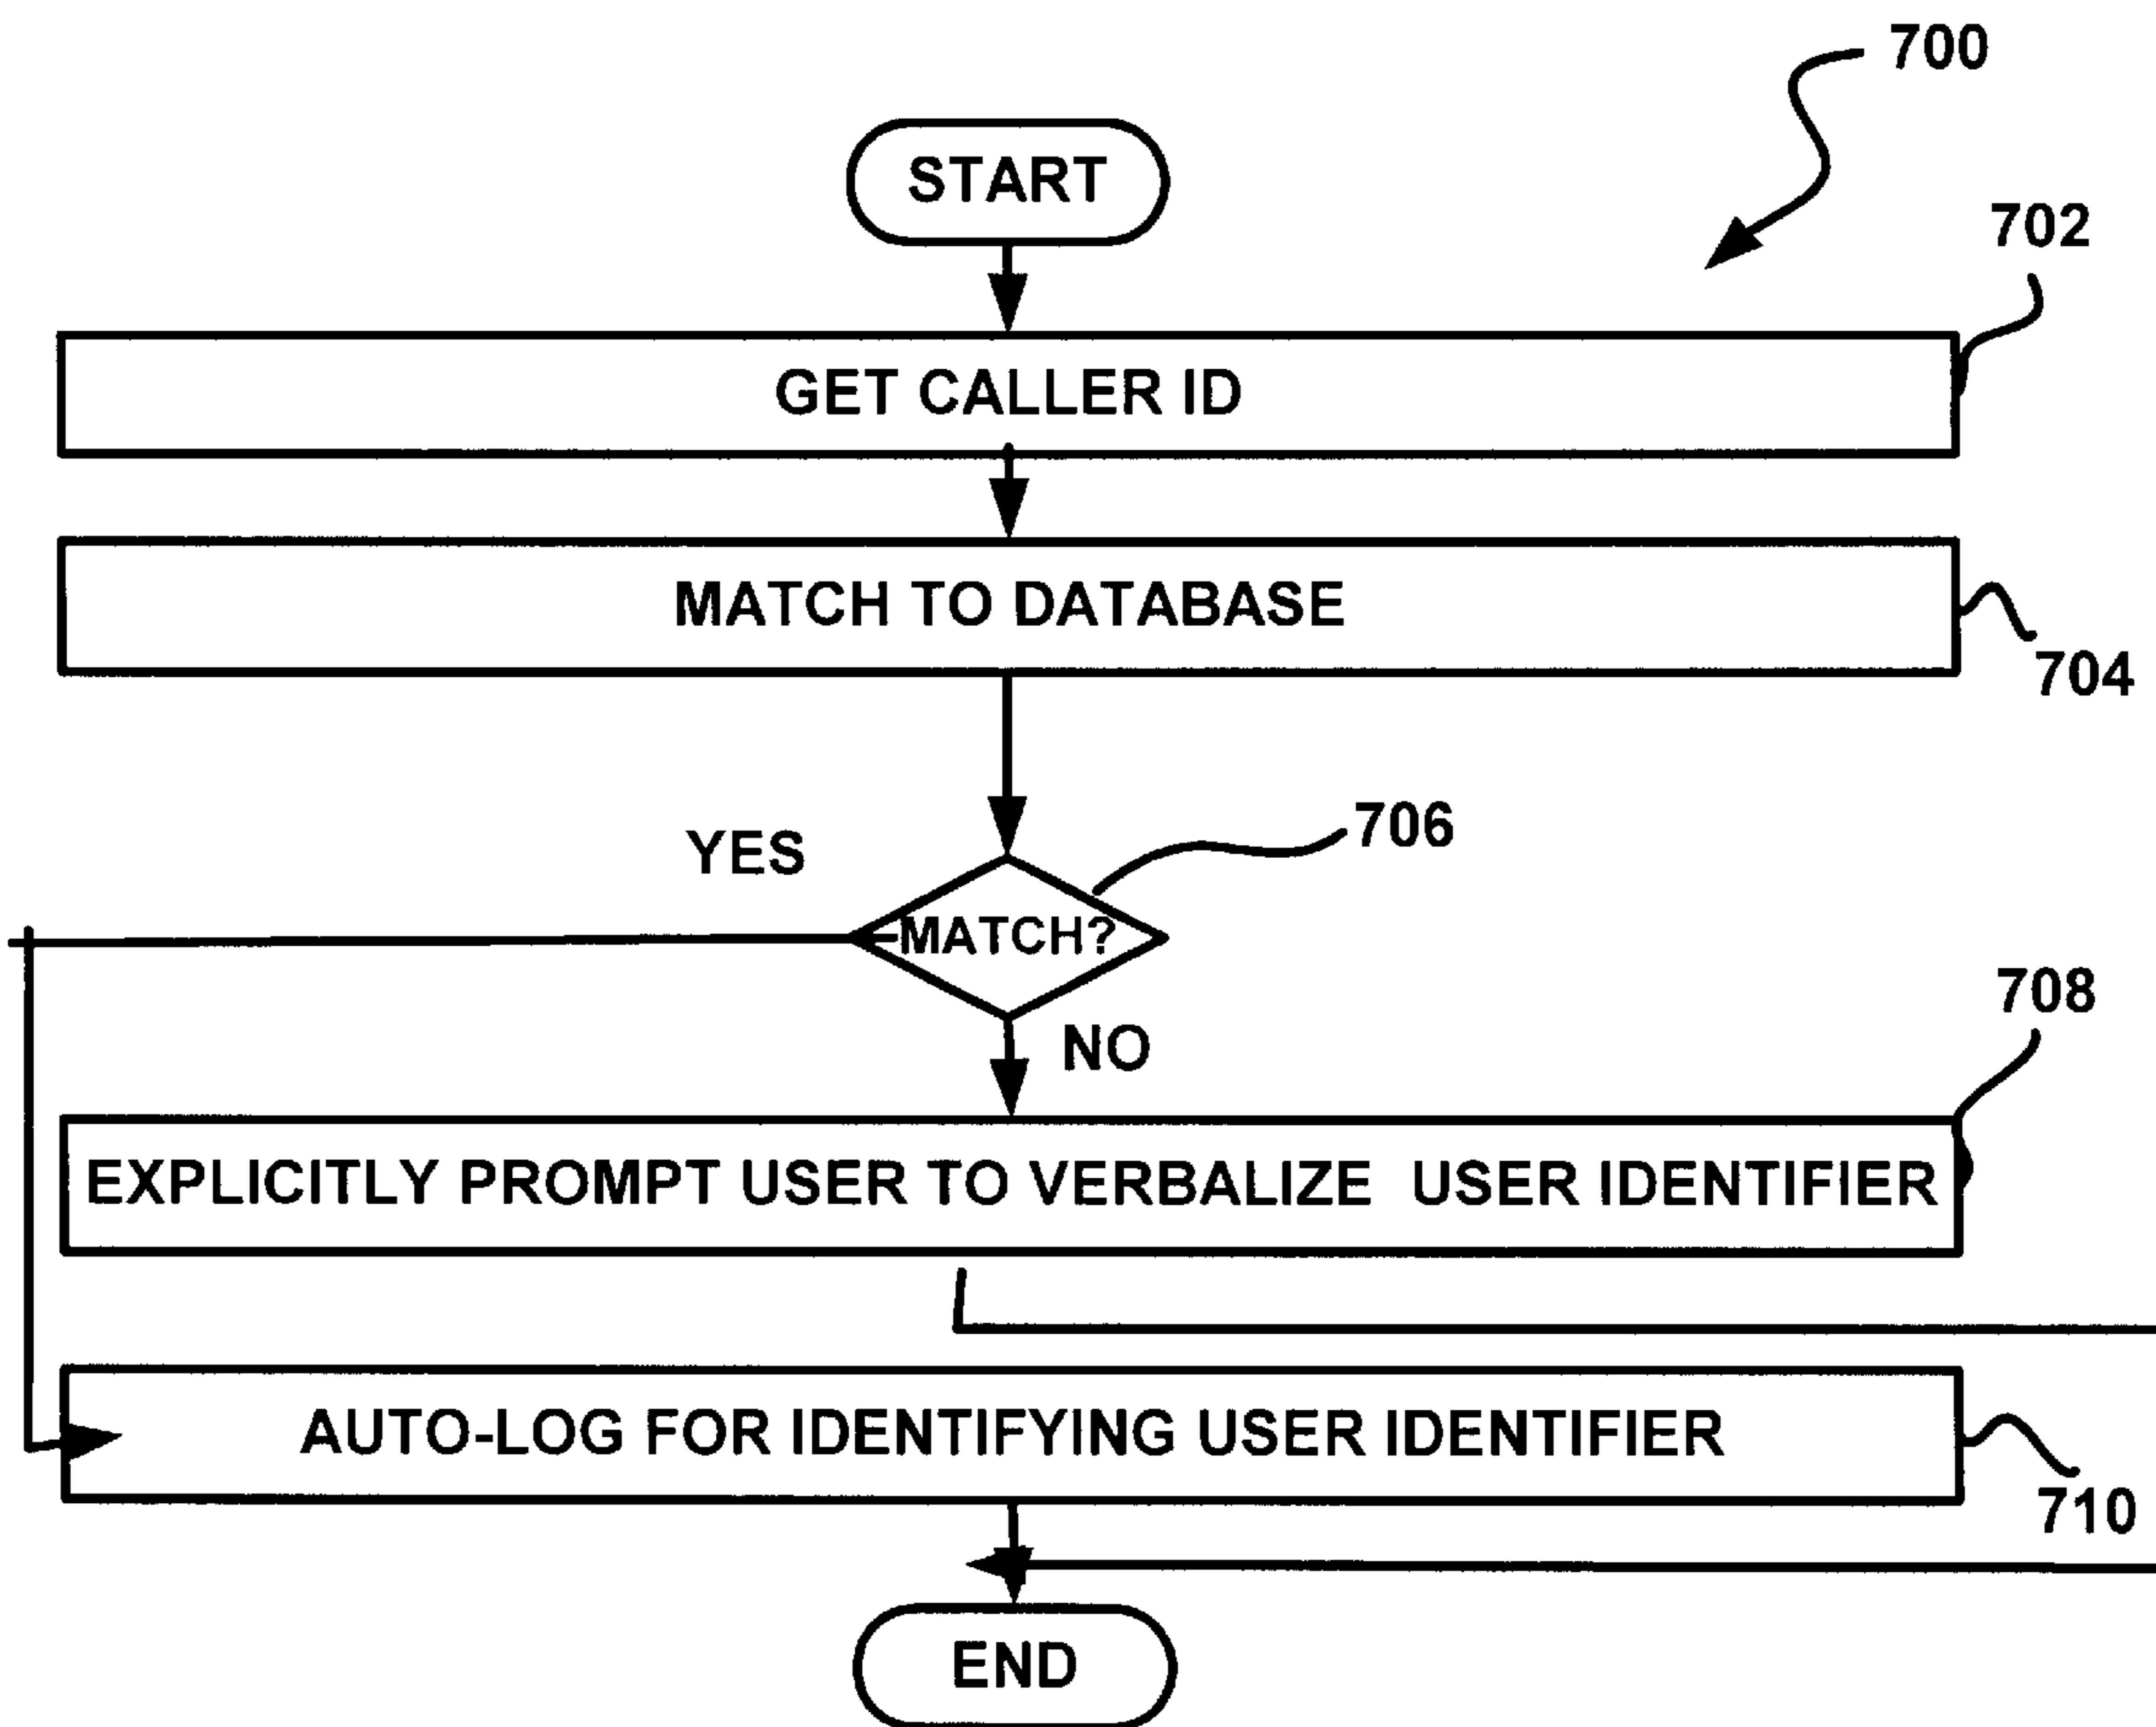 700
START
702
GET CALLER ID
MATCH TO DATABASE
704
706
YES
MATCH?
708
NO
EXPLICITLY PROMPT USER TO VERBALIZE USER IDENTIFIER
AUTO-LOG FOR IDENTIFYING USER IDENTIFIER
710
END